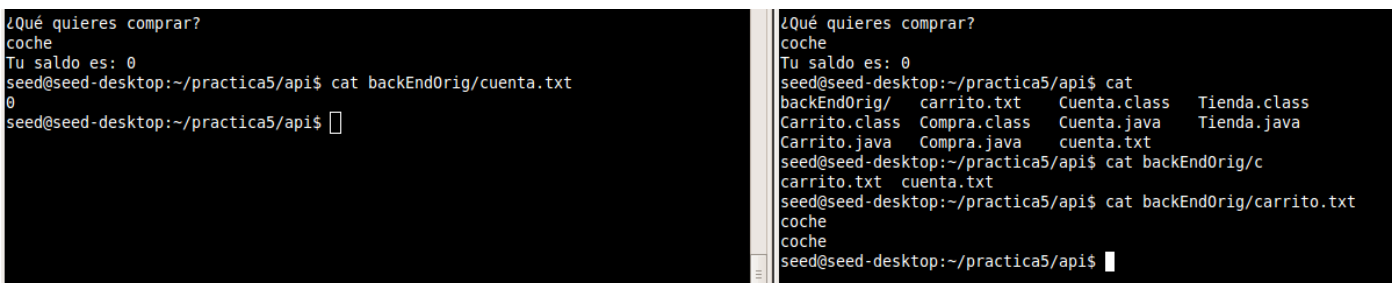 ¿Qué quieres comprar?
coche
Tu saldo es: 0
seed@seed-desktop:~/practica5/api$ cat backEndOrig/cuenta.txt
0
seed@seed-desktop:~/practica5/api$
¿Qué quieres comprar?
coche
Tu saldo es: 0
seed@seed-desktop:~/practica5/api$ cat
backEndOrig/   carrito.txt    Cuenta.class   Tienda.class
Carrito.class  Compra.class   Cuenta.java    Tienda.java
Carrito.java   Compra.java    cuenta.txt
seed@seed-desktop:~/practica5/api$ cat backEndOrig/c
carrito.txt  cuenta.txt
seed@seed-desktop:~/practica5/api$ cat backEndOrig/carrito.txt
coche
coche
seed@seed-desktop:~/practica5/api$